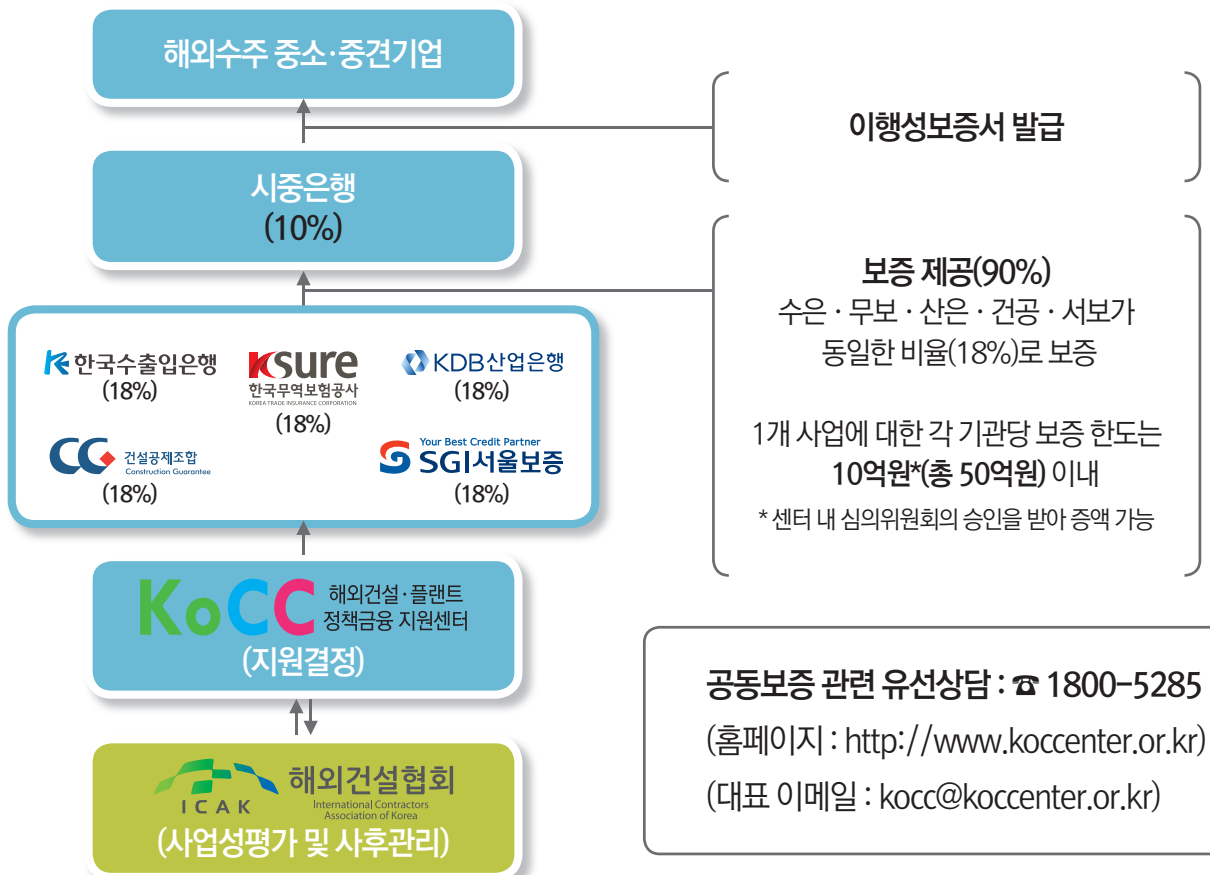 해외수주 중소·중견기업
이행성보증서 발급
시중은행
(10%)
보증 제공(90%)
수은 · 무보 · 산은 · 건공 · 서보가
동일한 비율(18%)로 보증
1개 사업에 대한 각 기관당 보증 한도는
10억원*(총 50억원) 이내
* 센터 내 심의위원회의 승인을 받아 증액 가능
한국수출입은행
(18%)
Ksure
한국무역보험공사
KOREA TRADE INSURANCE CORPORATION
(18%)
KDB산업은행
(18%)
CG 건설공제조합
Construction Guarantee
(18%)
Your Best Credit Partner
SGI서울보증
(18%)
KoCC 해외건설·플랜트
정책금융 지원센터
(지원결정)
ICAK
해외건설협회
International Contractors
Association of Korea
(사업성평가 및 사후관리)
공동보증 관련 유선상담 : ☎ 1800-5285
(홈페이지 : http://www.koccenter.or.kr)
(대표 이메일 : kocc@koccenter.or.kr)